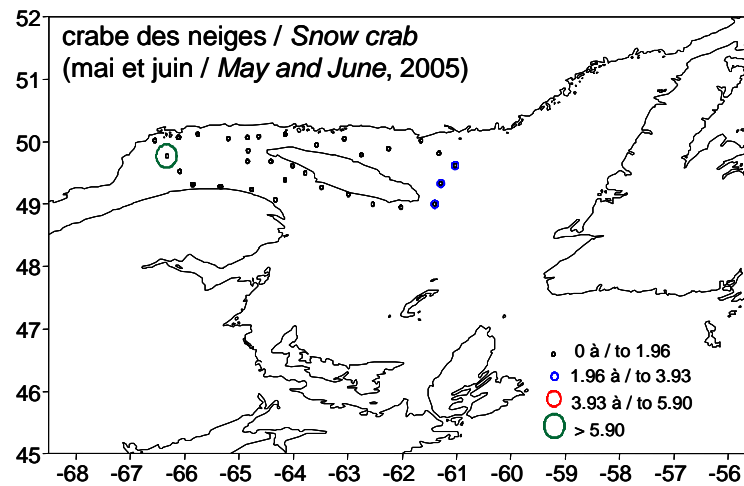 52
crabe des neiges / Snow crab
(mai et juin / May and June, 2005)
51
50
49
48
47
46
45
0 à / to 1.96
1.96 à / to 3.93
3.93 à / to 5.90
> 5.90
-68 -67 -66 -65 -64 -63 -62 -61 -60 -59 -58 -57 -56